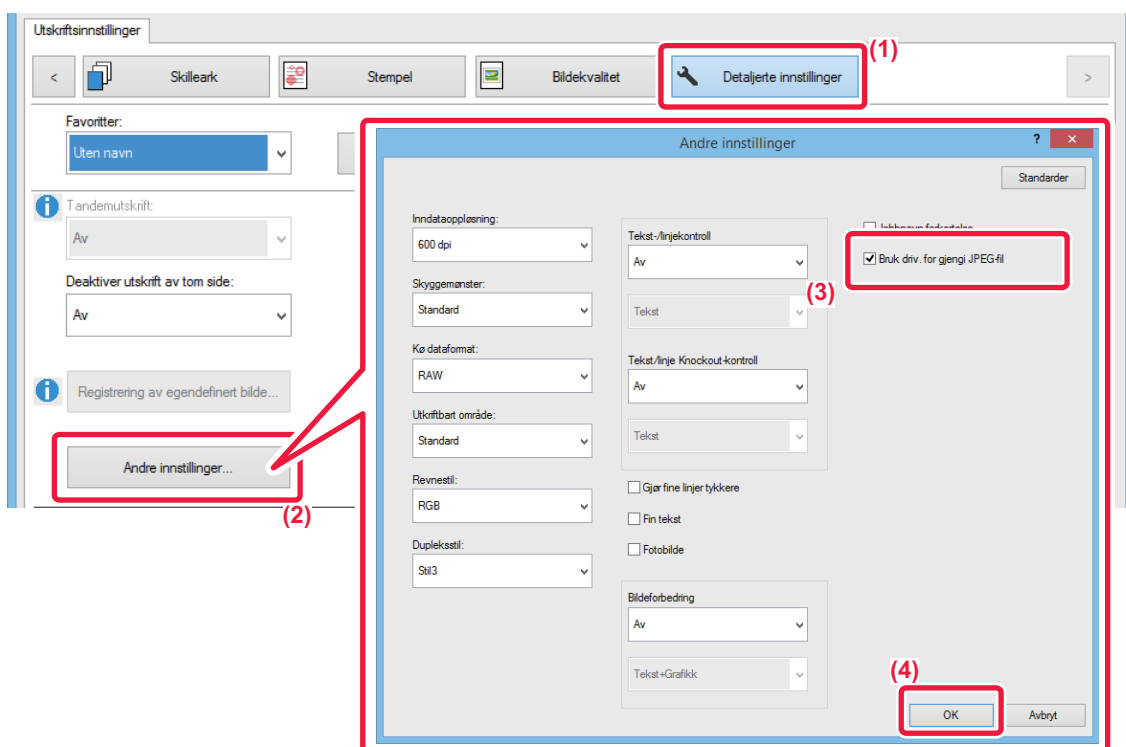 Utskriftsinnstillinger
(1)
<
Skilleark
Stempel
Bildekvalitet
Detaljerte innstillinger
>
Favoritter:
Uten navn
Tandemutskrift:
Av
Deaktiver utskrift av tom side:
Av
Registrering av egendefinert bilde...
Andre innstillinger...
(2)
Andre innstillinger
?
×
Standarder
Inndataoppløsning:
600 dpi
Skyggemønster:
Standard
Kø dataformat:
RAW
Utkriftbart område:
Standard
Revnestil:
RGB
Dupleksstil:
Stil3
Tekst-/linjekontroll
Av
Tekst
Tekst/linje Knockout-kontroll
Av
Tekst
Gjør fine linjer tykkere
Fin tekst
Fotobilde
Bildeforbedring
Av
Tekst+Grafikk
Bruk driv. for gjengi JPEG-fil
(3)
(4)
OK
Avbryt